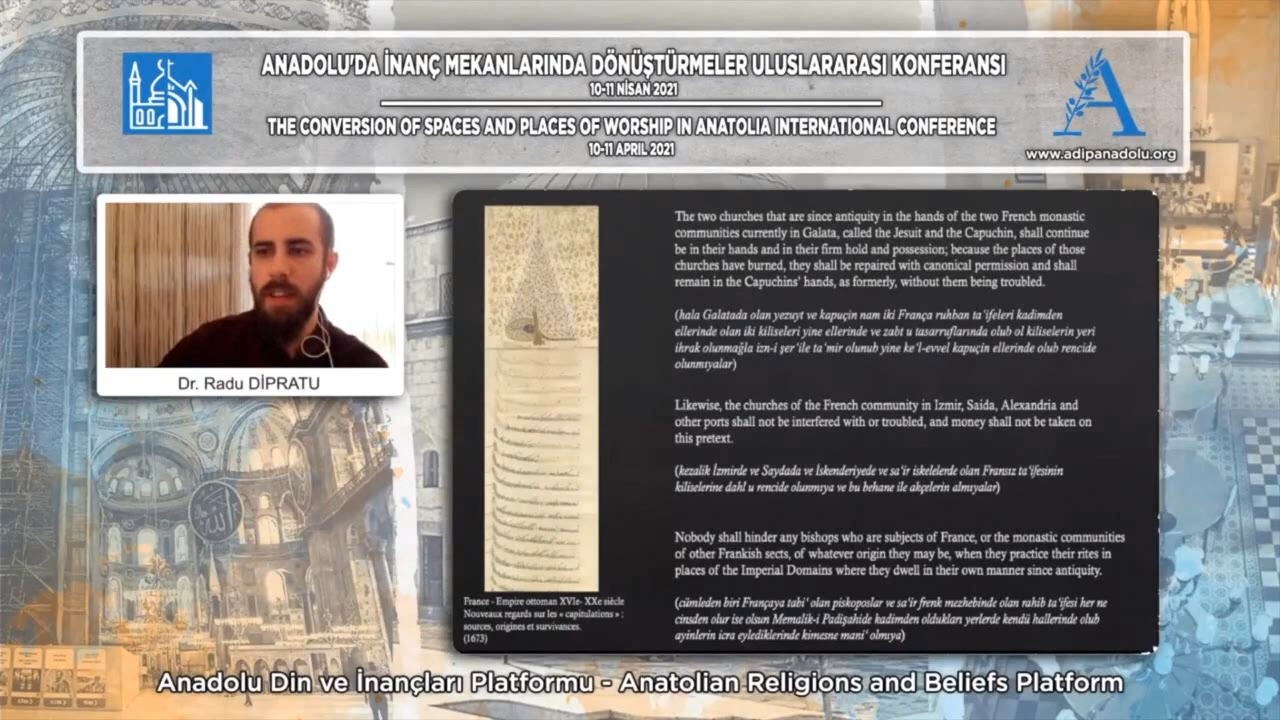 ANADOLU'DA İNANÇ MEKANLARINDA DÖNÜŞTÜRMELER ULUSLARARASI KONFERANSI
10-11 NİSAN 2021
THE CONVERSION OF SPACES AND PLACES OF WORSHIP IN ANATOLIA INTERNATIONAL CONFERENCE
10-11 APRIL 2021
www.adipanadolu.org
Dr. Radu DİPRATU
The two churches that are since antiquity in the hands of the two French monastic
communities currently in Galata, called the Jesuit and the Capuchin, shall continue
be in their hands and in their firm hold and possession; because the places of those
churches have burned, they shall be repaired with canonical permission and shall
remain in the Capuchins' hands, as formerly, without them being troubled.
(hala Galatada olan yezuyt ve kapuçin nam iki França ruhban ta'ifeleri kadimden
ellerinde olan iki kiliseleri yine ellerinde ve zabt u tasarruflarında olub ol kiliselerin yeri
ihrak olunmağla izn-i şer'ile ta'mir olunub yine ke'l-evvel kapuçin ellerinde olub rencide
olunmıyalar)
Likewise, the churches of the French community in Izmir, Saida, Alexandria and
other ports shall not be interfered with or troubled, and money shall not be taken on
this pretext.
(kezalik İzmirde ve Saydada ve İskenderiyede ve sa'ir iskelelerde olan Fransız ta'ifesinin
kiliselerine dahl u rencide olunmıya ve bu behane ile akçelerin almıyalar)
Nobody shall hinder any bishops who are subjects of France, or the monastic communities
of other Frankish sects, of whatever origin they may be, when they practice their rites in
places of the Imperial Domains where they dwell in their own manner since antiquity.
(cümleden biri Françaya tabi' olan piskoposlar ve sa'ir frenk mezhebinde olan rahib ta'ifesi her ne
cinsden olur ise olsun Memalik-i Padişahide kadimden oldukları yerlerde kendü hallerinde olub
ayinlerin icra eylediklerinde kimesne mani' olmıya)
France - Empire ottoman XVIe- XXe siècle
Nouveaux regards sur les « capitulations » :
sources, origines et survivances.
(1673)
Anadolu Din ve İnançları Platformu - Anatolian Religions and Beliefs Platform